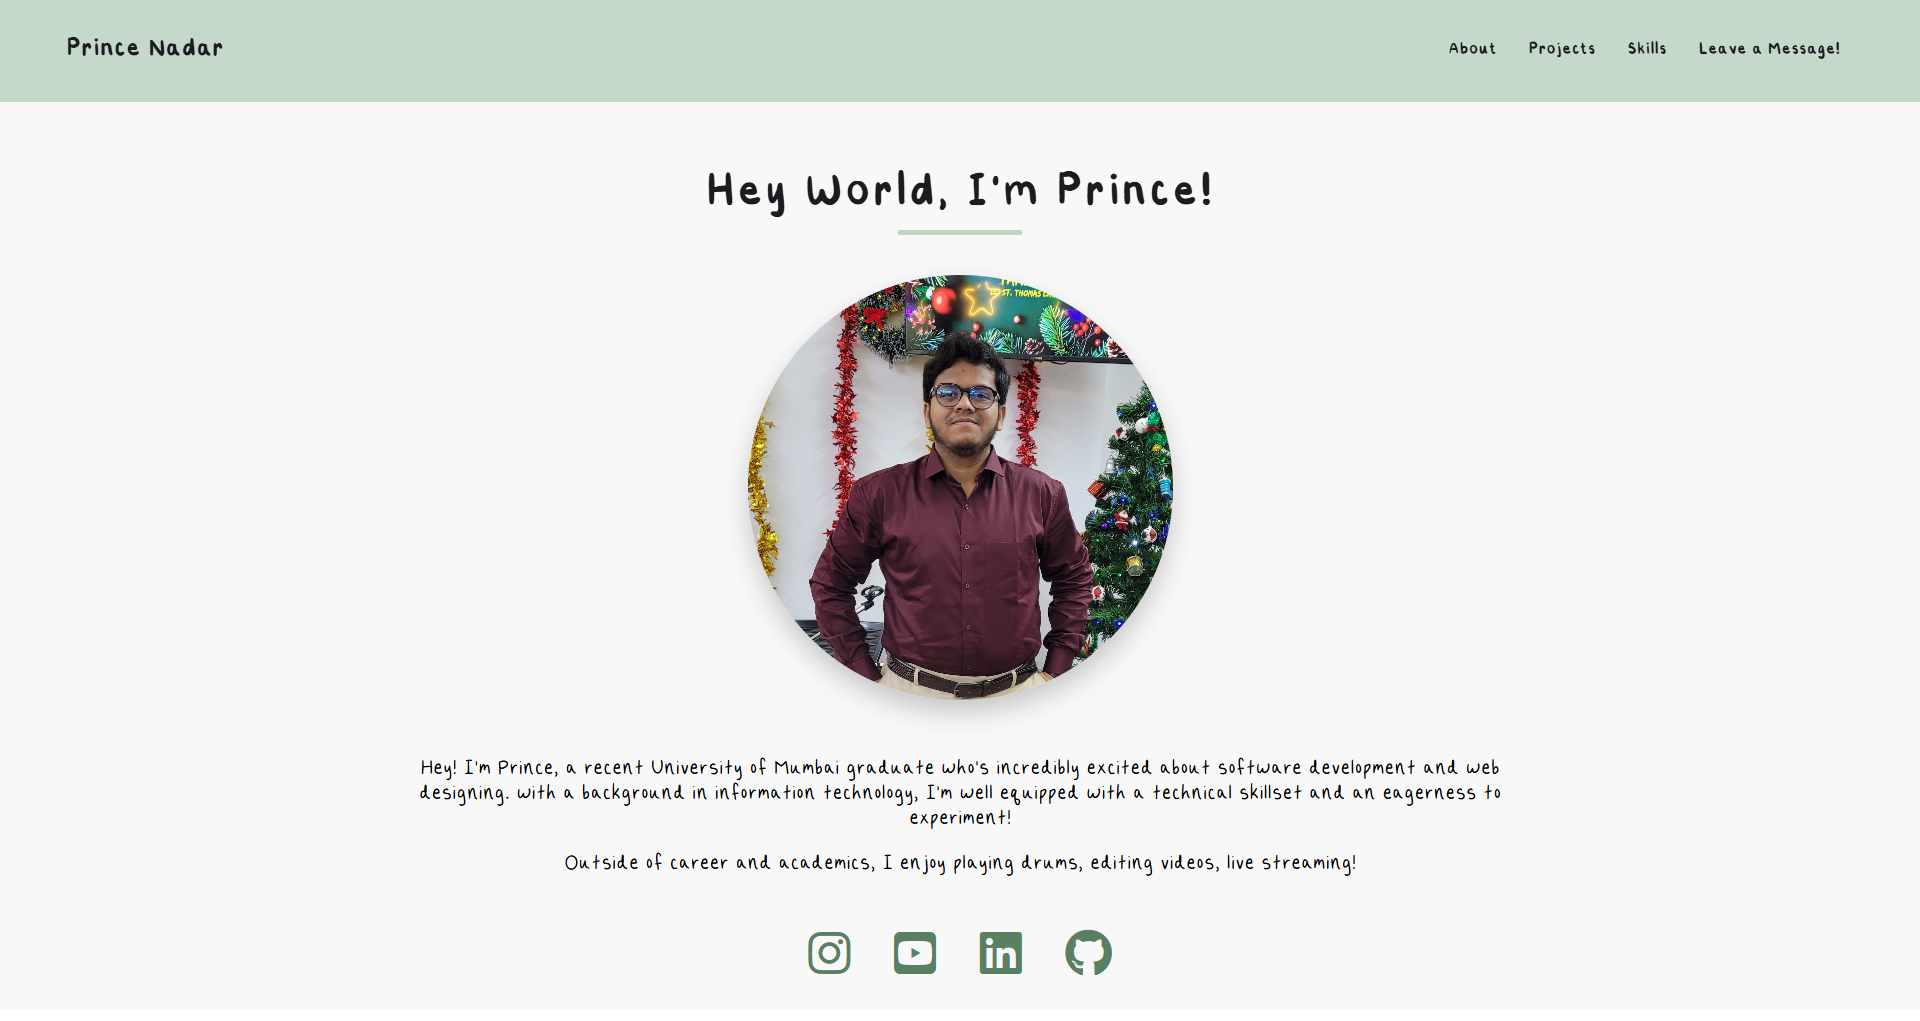 Prince Nadar
About Projects Skills Leave a Message!
Hey World, I'm Prince!
ST. THOMAS
Hey! I'm Prince, a recent University of Mumbai graduate who's incredibly excited about software development and web
designing. with a background in information technology, I'm well equipped with a technical skillset and an eagerness to
experiment!
Outside of career and academics, I enjoy playing drums, editing videos, live streaming!
in